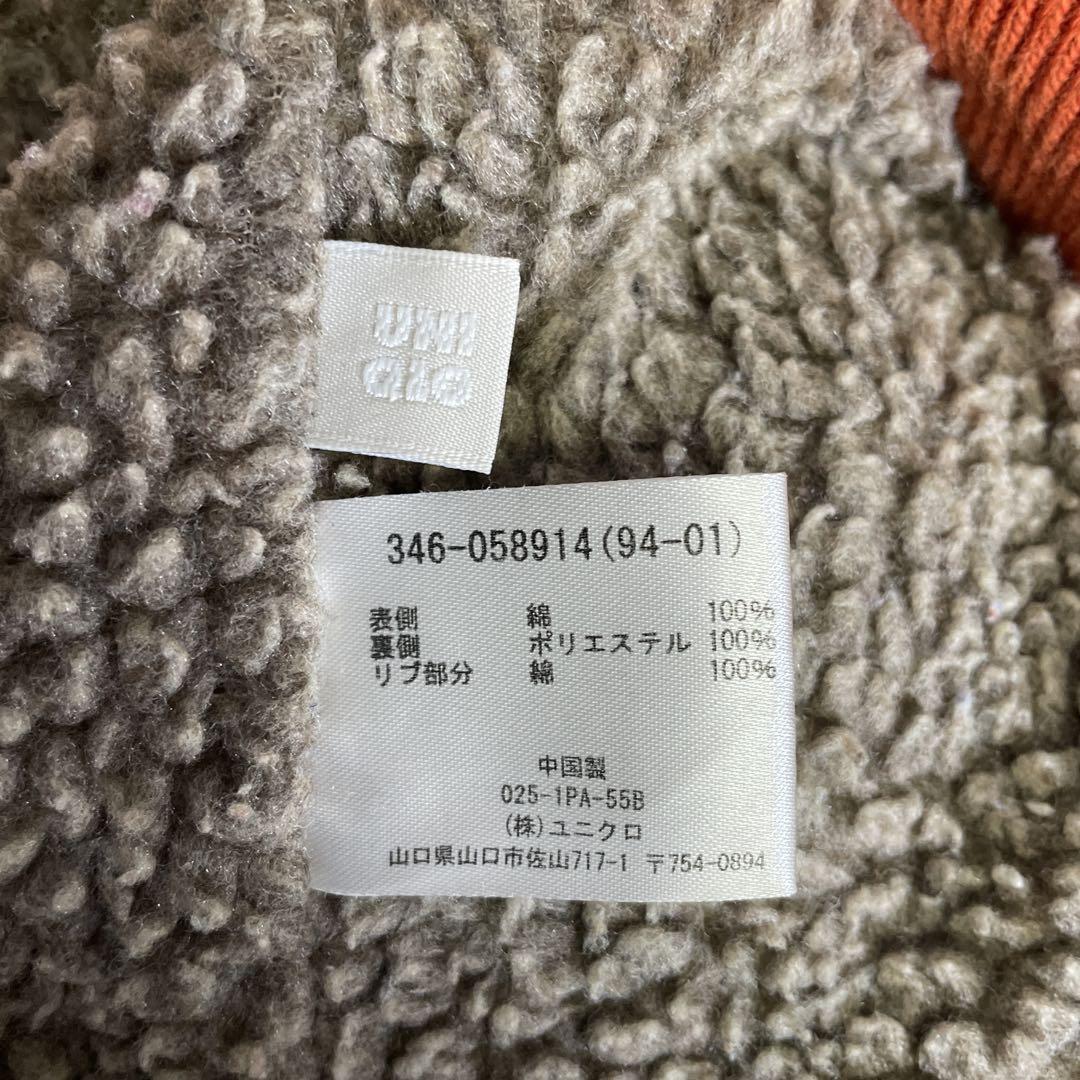 UNI
QLO
346-058914(94-01)
表側 綿 100%
裏側 ポリエステル 100%
リブ部分 綿 100%
中国製
025-1PA-55B
(株)ユニクロ
山口県山口市佐山717-1 〒754-0894